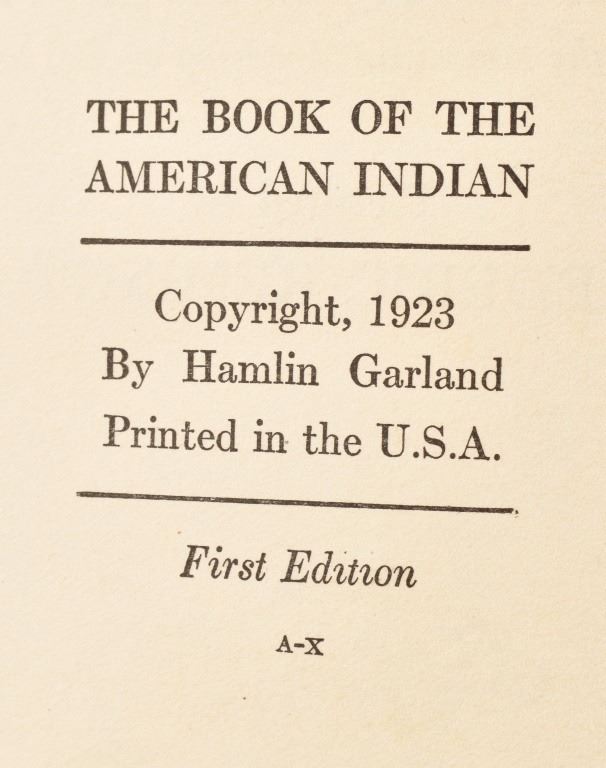 THE BOOK OF THE
AMERICAN INDIAN
Copyright, 1923
By Hamlin Garland
Printed in the U.S.A.
First Edition
A-X